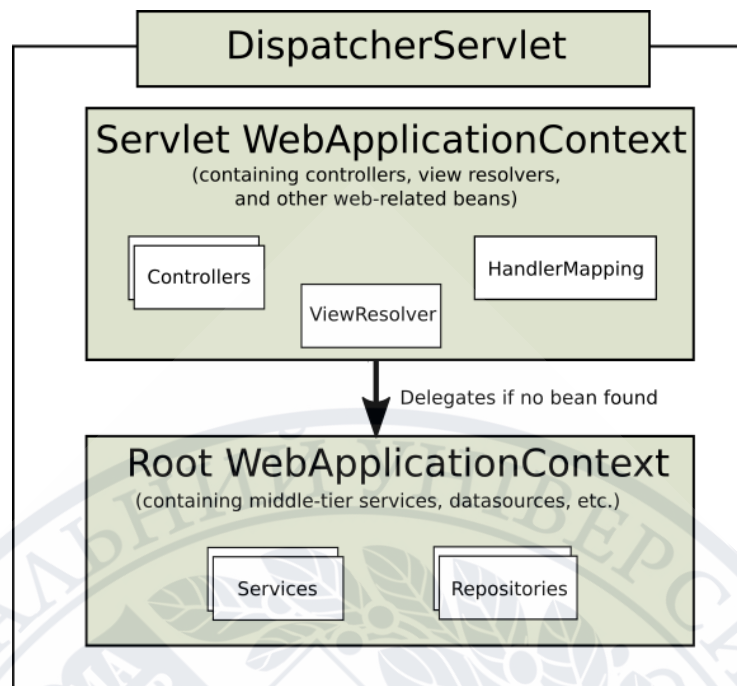 DispatcherServlet
Servlet WebApplicationContext
(containing controllers, view resolvers,
and other web-related beans)
Controllers
HandlerMapping
ViewResolver
Delegates if no bean found
Root WebApplicationContext
(containing middle-tier services, datasources, etc.)
Services
Repositories